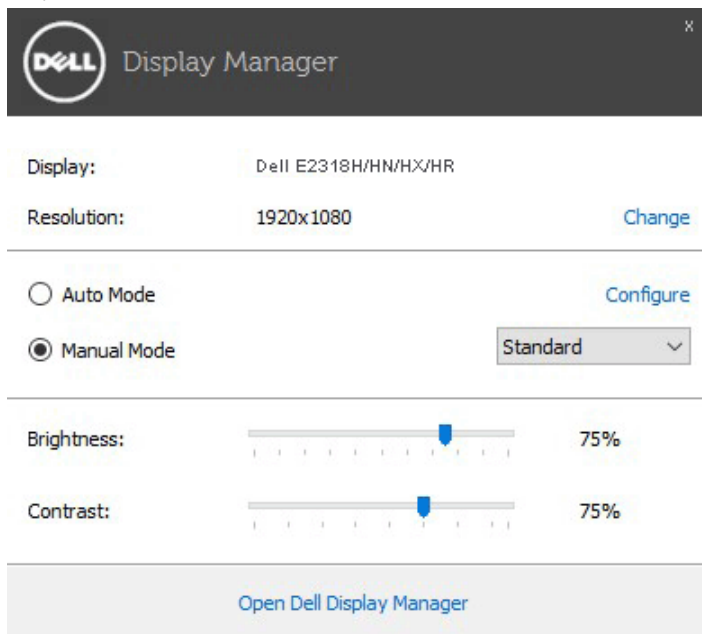 DELL Display Manager x
Display: Dell E2318H/HN/HX/HR
Resolution: 1920x1080 Change
Auto Mode Configure
Manual Mode Standard
Brightness: 75%
Contrast: 75%
Open Dell Display Manager